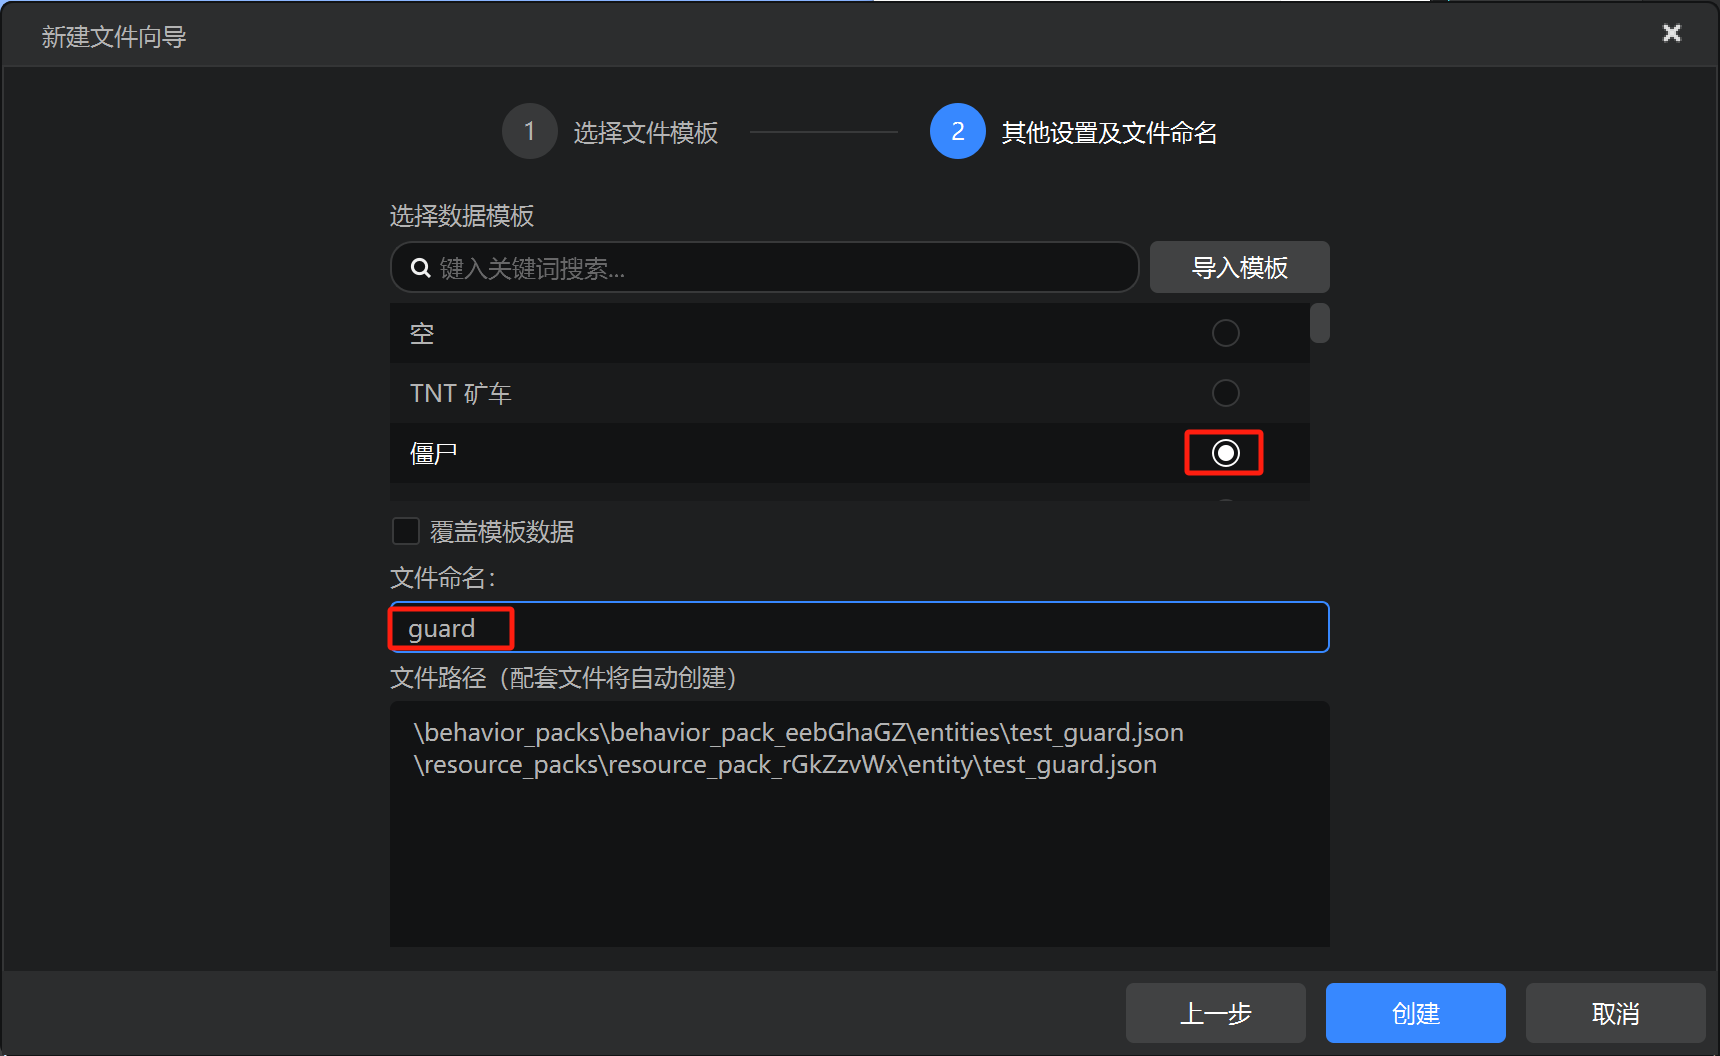 新建文件向导
1 选择文件模板 2 其他设置及文件命名
选择数据模板
键入关键词搜索... 导入模板
空
TNT 矿车
僵尸
覆盖模板数据
文件命名：
guard
文件路径（配套文件将自动创建）
\behavior_packs\behavior_pack_eebGhaGZ\entities\test_guard.json
\resource_packs\resource_pack_rGkZzvWx\entity\test_guard.json
上一步 创建 取消